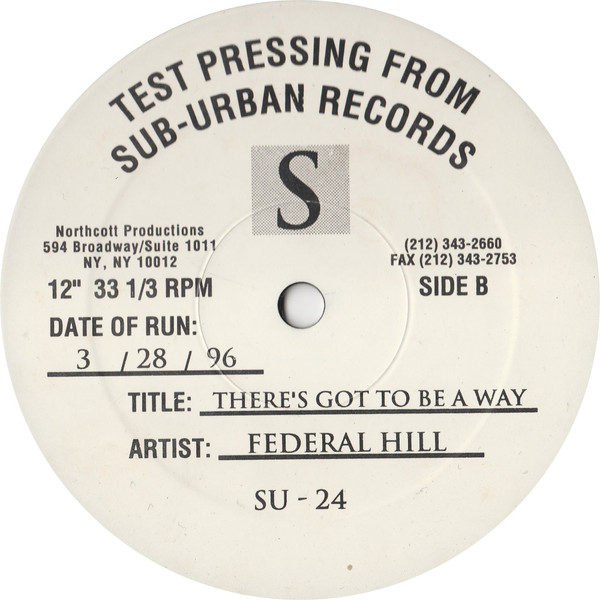 TEST PRESSING FROM
SUB-URBAN RECORDS
S
Northcott Productions
594 Broadway/Suite 1011
NY, NY 10012
(212) 343-2660
FAX (212) 343-2753
12" 33 1/3 RPM
SIDE B
DATE OF RUN:
3 / 28 / 96
TITLE: THERE'S GOT TO BE A WAY
ARTIST: FEDERAL HILL
SU - 24